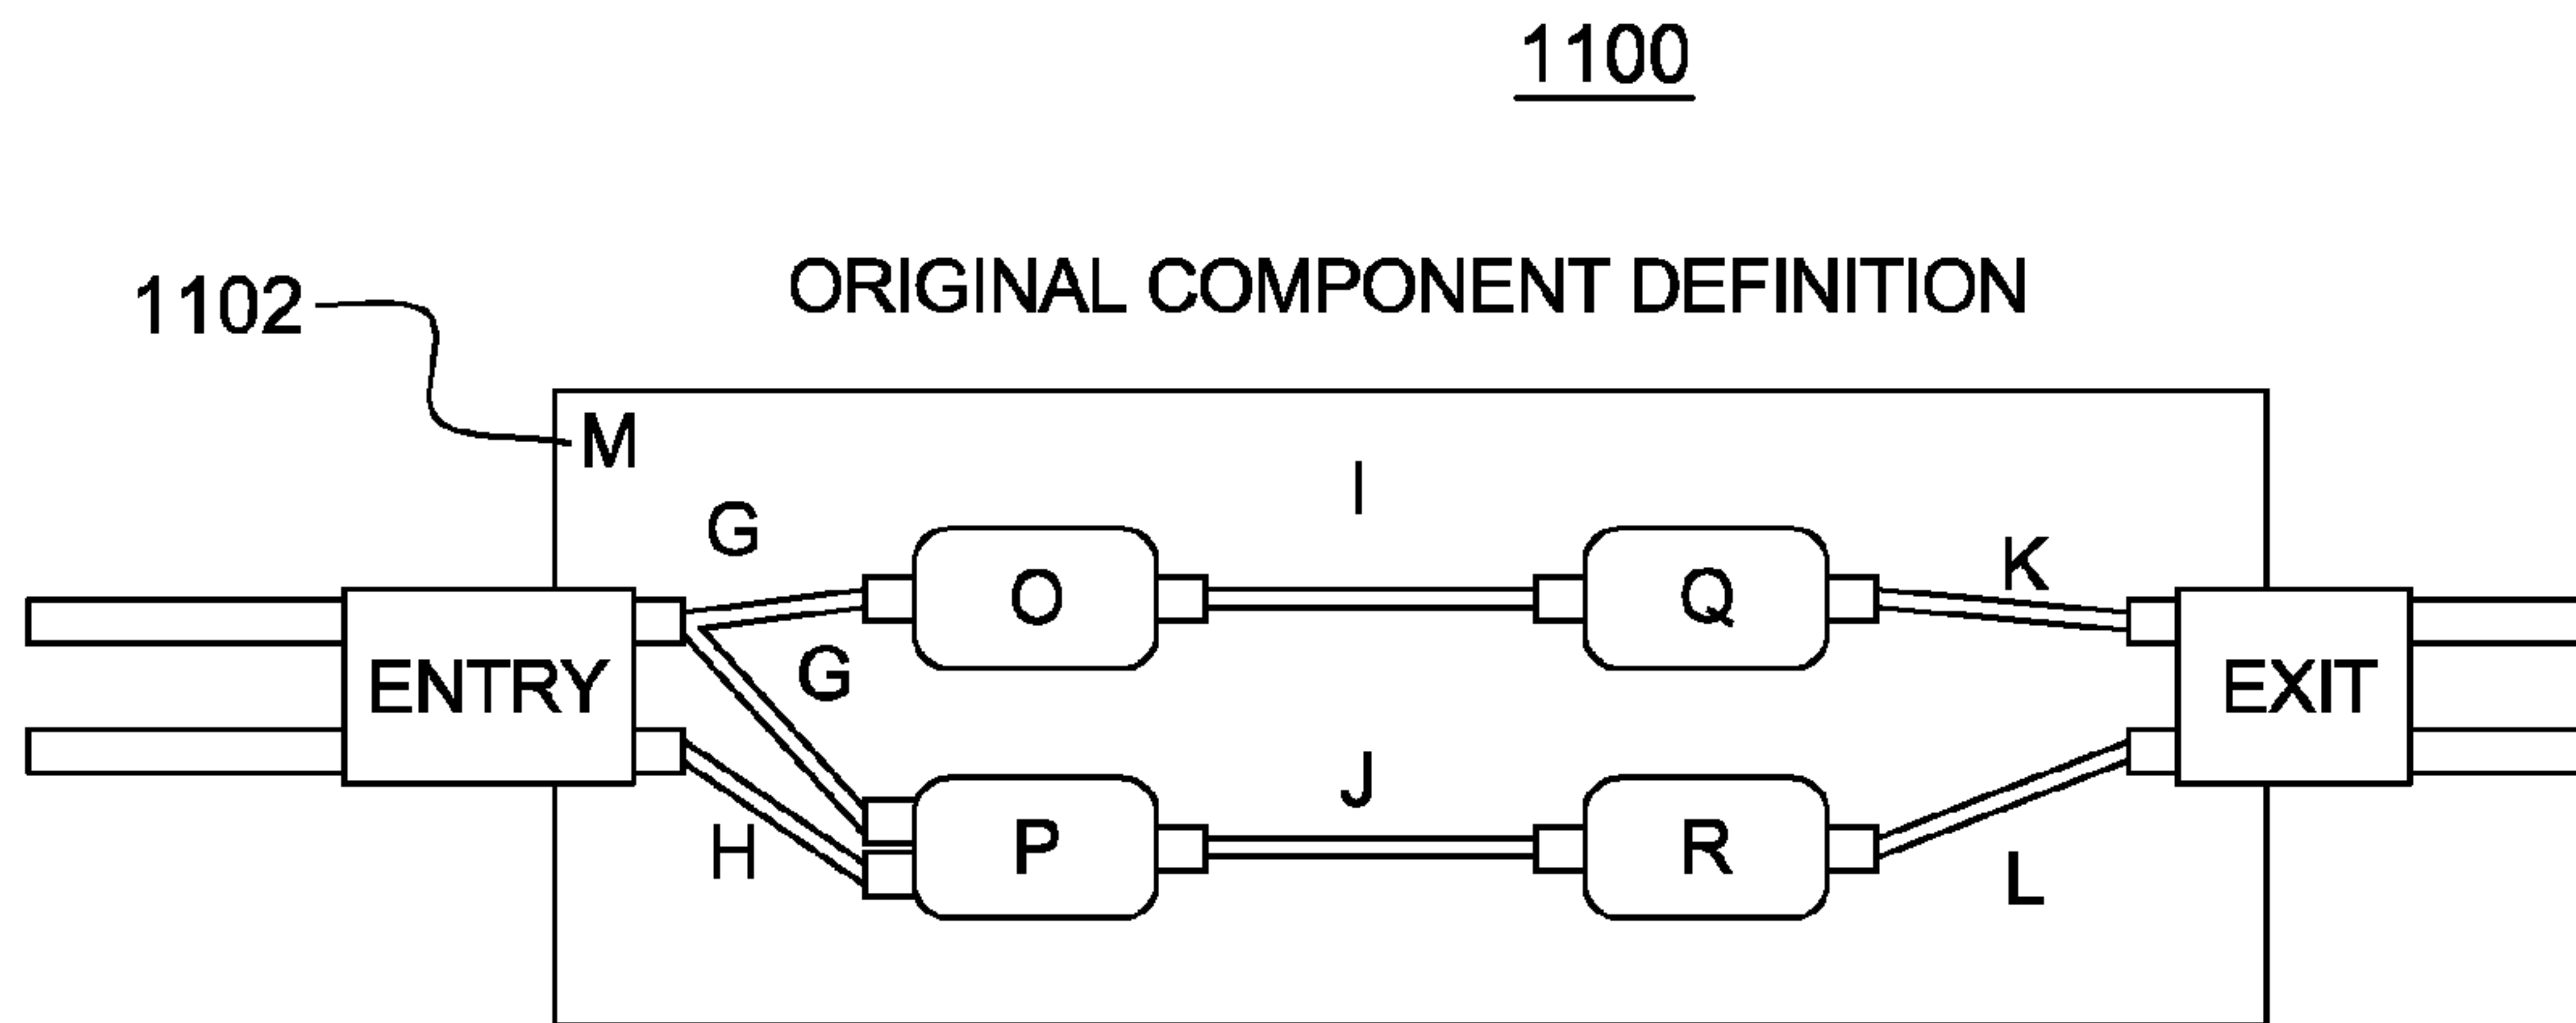 1100
ORIGINAL COMPONENT DEFINITION
1102
M
G
I
K
O
Q
G
ENTRY
EXIT
J
H
P
R
L